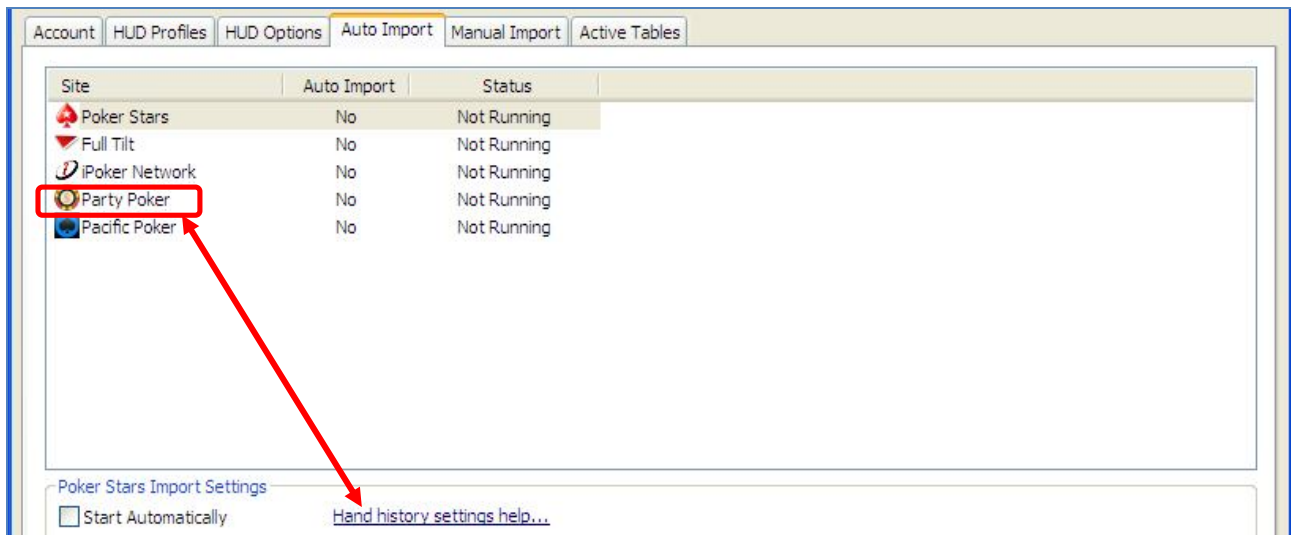 Account HUD Profiles HUD Options Auto Import Manual Import Active Tables
Site Auto Import Status
Poker Stars No Not Running
Full Tilt No Not Running
iPoker Network No Not Running
Party Poker No Not Running
Pacific Poker No Not Running
Poker Stars Import Settings
Start Automatically Hand history settings help...